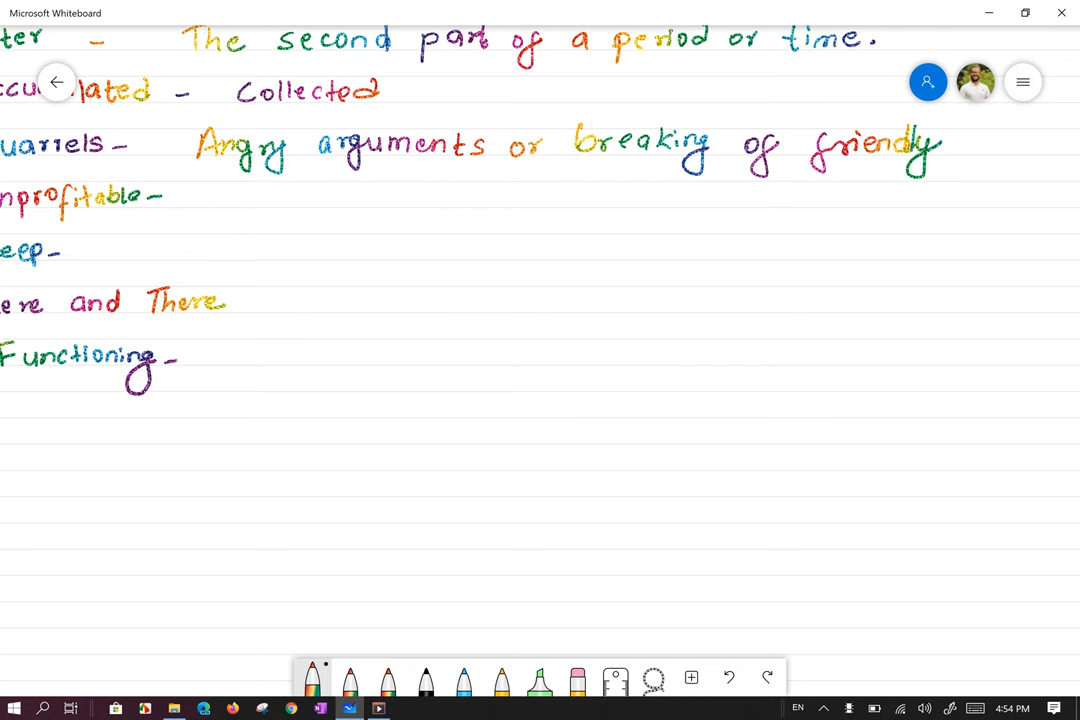 Microsoft Whiteboard
ter - The second part of a period or time.
ccumulated - Collected
uarrels- Angry arguments or breaking of friendly
nprofitable-
eep-
ere and There
Functioning-
EN 4:54 PM